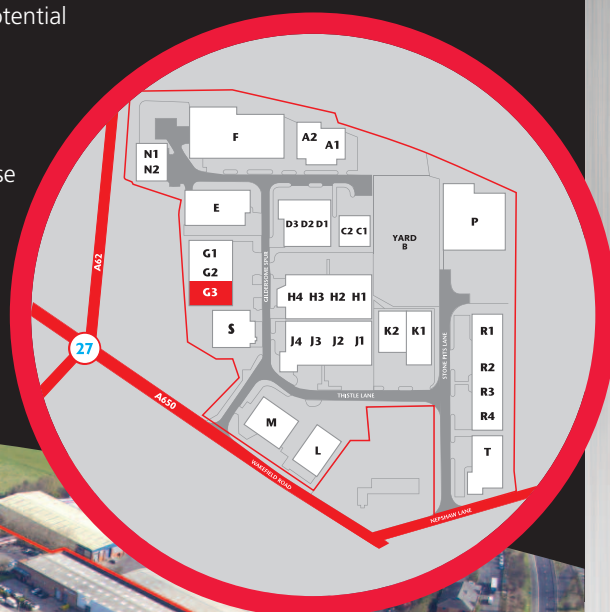 otential
se
F
A2
A1
N1
N2
E
D3 D2 D1
C2 C1
YARD
B
P
A62
G1
G2
G3
GILDERSOME SPUR
H4 H3 H2 H1
S
J4 J3 J2 J1
K2 K1
STONE PITS LANE
R1
R2
R3
R4
27
A650
THISTLE LANE
M
L
T
WAKEFIELD ROAD
NEPSHAW LANE